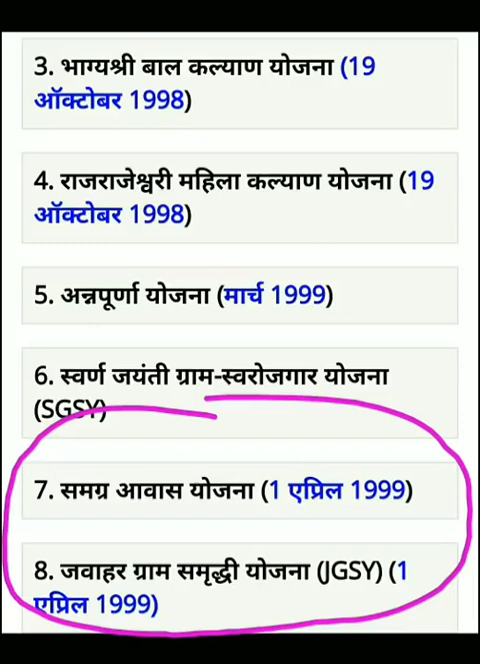 3. भाग्यश्री बाल कल्याण योजना (19
ऑक्टोबर 1998)
4. राजराजेश्वरी महिला कल्याण योजना (19
ऑक्टोबर 1998)
5. अन्नपूर्णा योजना (मार्च 1999)
6. स्वर्ण जयंती ग्राम-स्वरोजगार योजना
(SGSY)
7. समग्र आवास योजना (1 एप्रिल 1999)
8. जवाहर ग्राम समृद्धी योजना (JGSY) (1
एप्रिल 1999)